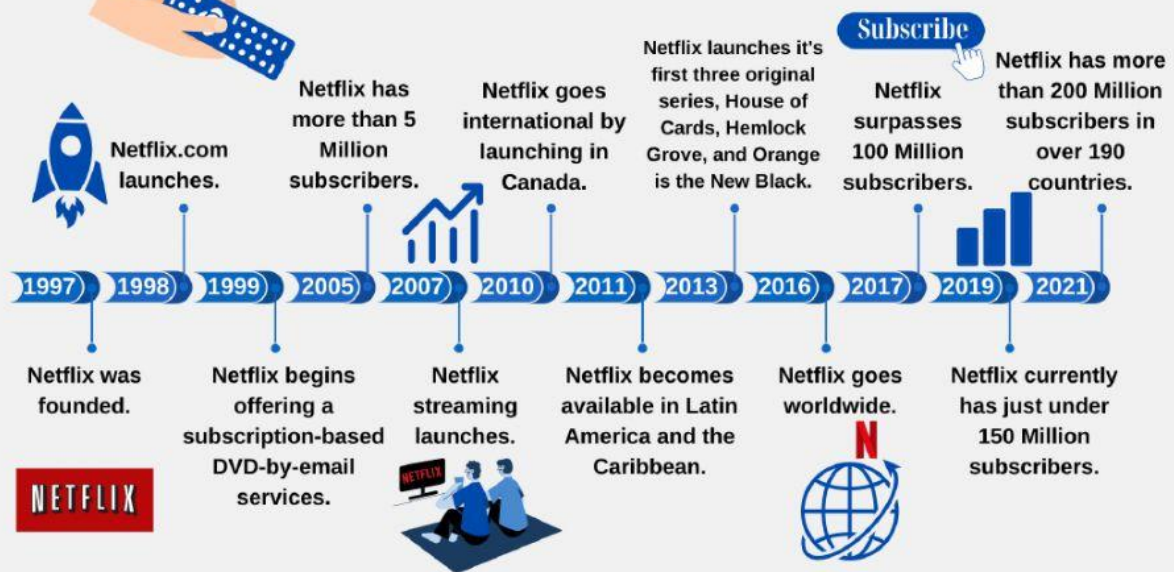 Subscribe
Netflix.com
launches.
Netflix has
more than 5
Million
subscribers.
Netflix goes
international by
launching in
Canada.
Netflix launches it's
first three original
series, House of
Cards, Hemlock
Grove, and Orange
is the New Black.
Netflix
surpasses
100 Million
subscribers.
Netflix has more
than 200 Million
subscribers in
over 190
countries.
1997 1998 1999 2005 2007 2010 2011 2013 2016 2017 2019 2021
Netflix was
founded.
Netflix begins
offering a
subscription-based
DVD-by-email
services.
Netflix
streaming
launches.
Netflix becomes
available in Latin
America and the
Caribbean.
Netflix goes
worldwide.
Netflix currently
has just under
150 Million
subscribers.
NETFLIX
NETFLIX
N